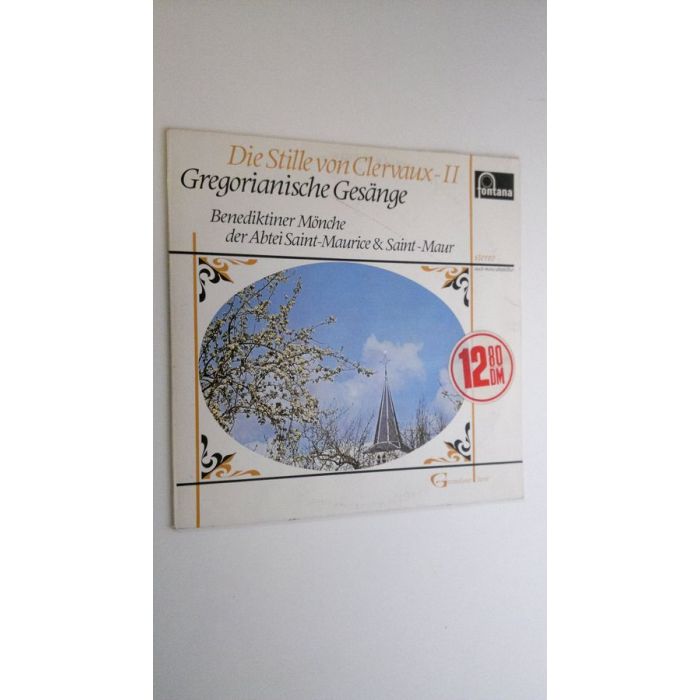 Die Stille von Clervaux-II
Gregorianische Gesänge
Benediktiner Mönche
der Abtei Saint-Maurice & Saint-Maur
fontana
stereo
12 80 DM